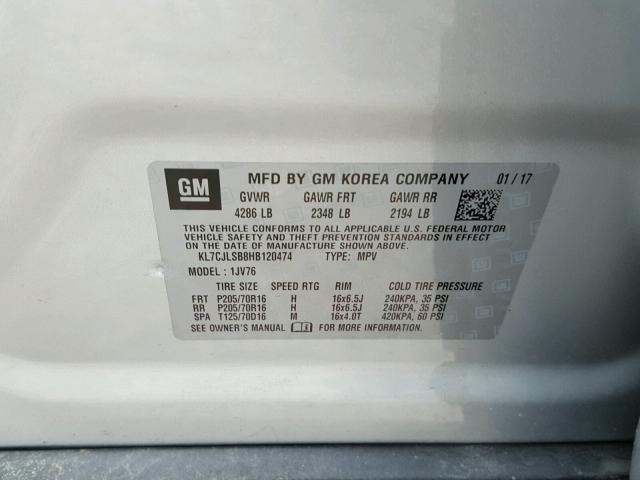 GM MFD BY GM KOREA COMPANY 01/17
GVWR GAWR FRT GAWR RR
4286 LB 2348 LB 2194 LB
THIS VEHICLE CONFORMS TO ALL APPLICABLE U.S. FEDERAL MOTOR
VEHICLE SAFETY, BUMPER, AND THEFT PREVENTION STANDARDS IN EFFECT
ON THE DATE OF MANUFACTURE SHOWN ABOVE.
KL7CJLSB8HB120474 TYPE: MPV
MODEL: 1JV76
TIRE SIZE SPEED RTG RIM COLD TIRE PRESSURE
FRT P205/70R16 H 16x6.5J 240KPA, 35 PSI
RR P205/70R16 H 16x6.5J 240KPA, 35 PSI
SPA T125/70D16 M 16x4.0T 420KPA, 60 PSI
SEE OWNER'S MANUAL FOR MORE INFORMATION